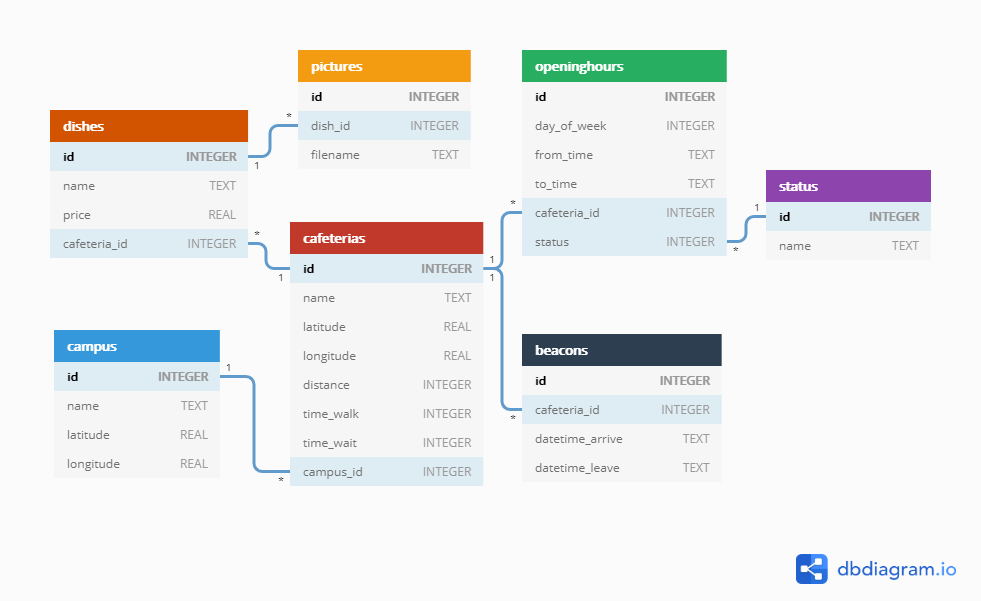 pictures
id INTEGER
dish_id INTEGER
filename TEXT
openinghours
id INTEGER
day_of_week INTEGER
from_time TEXT
to_time TEXT
cafeteria_id INTEGER
status INTEGER
dishes
id INTEGER
name TEXT
price REAL
cafeteria_id INTEGER
status
id INTEGER
name TEXT
cafeterias
id INTEGER
name TEXT
latitude REAL
longitude REAL
distance INTEGER
time_walk INTEGER
time_wait INTEGER
campus_id INTEGER
campus
id INTEGER
name TEXT
latitude REAL
longitude REAL
beacons
id INTEGER
cafeteria_id INTEGER
datetime_arrive TEXT
datetime_leave TEXT
1
*
*
1
1
*
1
*
1
*
1
*
dbdiagram.io